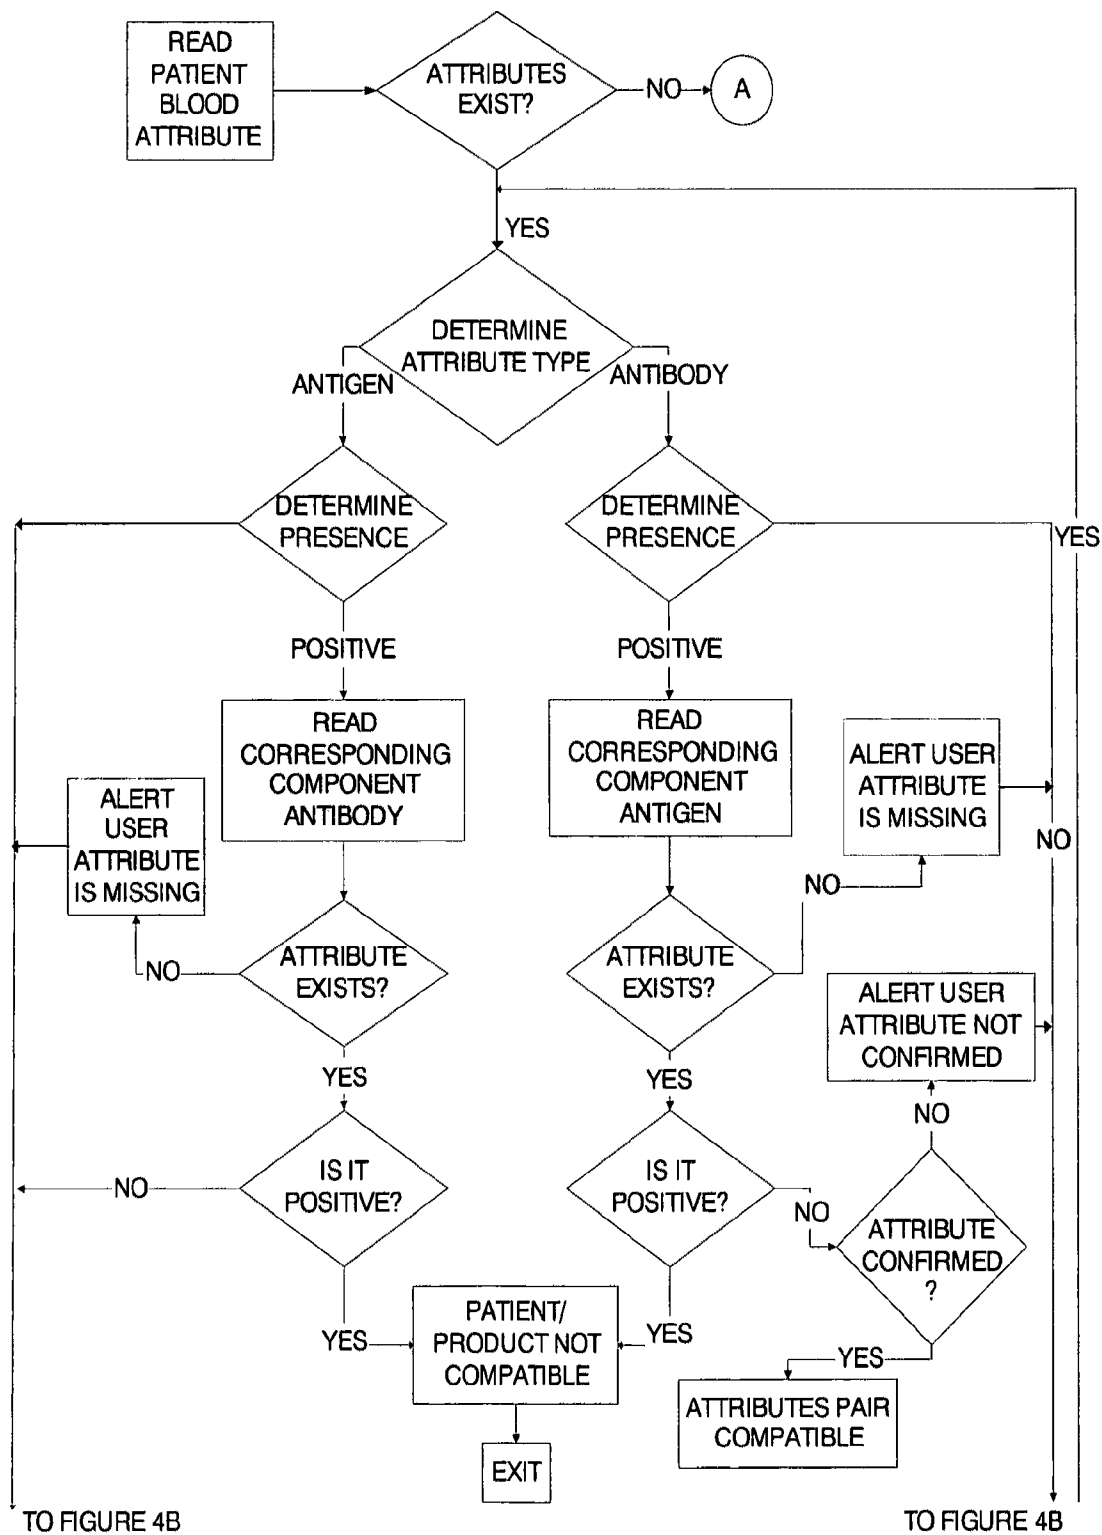 READ
PATIENT
BLOOD
ATTRIBUTE
ATTRIBUTES
EXIST?
NO
A
YES
DETERMINE
ATTRIBUTE TYPE
ANTIGEN
ANTIBODY
DETERMINE
PRESENCE
DETERMINE
PRESENCE
YES
POSITIVE
POSITIVE
READ
CORRESPONDING
COMPONENT
ANTIBODY
READ
CORRESPONDING
COMPONENT
ANTIGEN
ALERT USER
ATTRIBUTE
IS MISSING
ALERT
USER
ATTRIBUTE
IS MISSING
NO
NO
ATTRIBUTE
EXISTS?
NO
ATTRIBUTE
EXISTS?
ALERT USER
ATTRIBUTE NOT
CONFIRMED
YES
YES
NO
IS IT
POSITIVE?
NO
IS IT
POSITIVE?
NO
ATTRIBUTE
CONFIRMED
?
YES
PATIENT/
PRODUCT NOT
COMPATIBLE
YES
YES
ATTRIBUTES PAIR
COMPATIBLE
EXIT
TO FIGURE 4B
TO FIGURE 4B